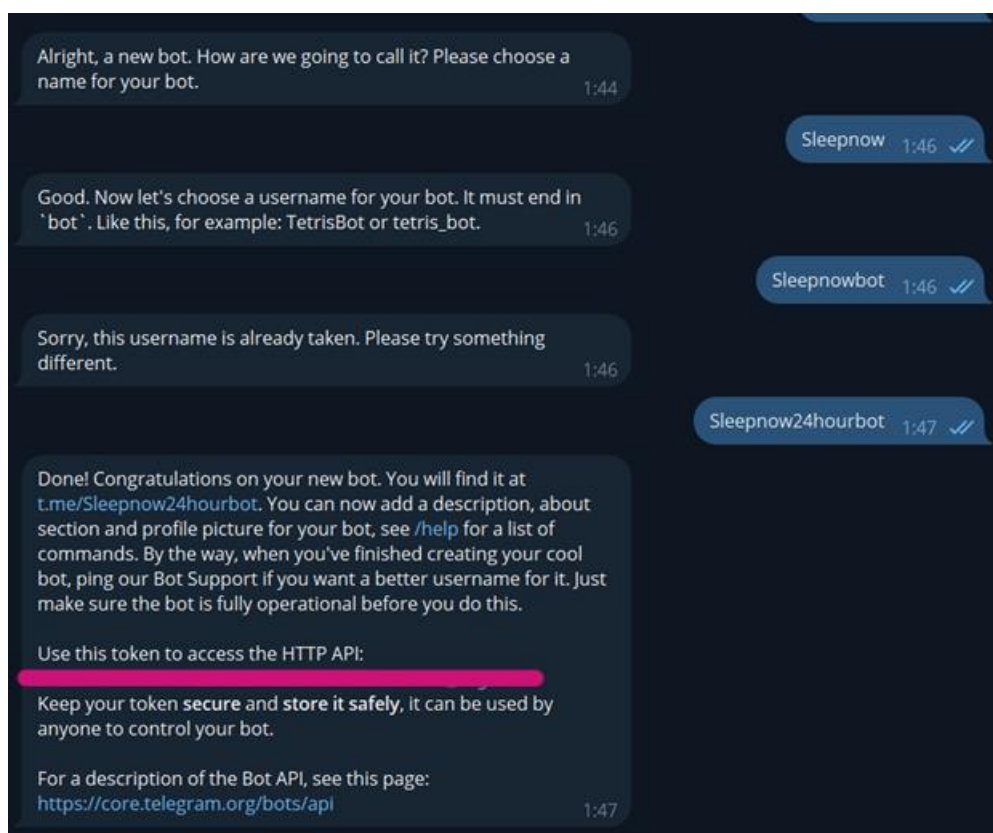 Alright, a new bot. How are we going to call it? Please choose a
name for your bot.
1:44
Sleepnow 1:46
Good. Now let's choose a username for your bot. It must end in
`bot`. Like this, for example: TetrisBot or tetris_bot.
1:46
Sleepnowbot 1:46
Sorry, this username is already taken. Please try something
different.
1:46
Sleepnow24hourbot 1:47
Done! Congratulations on your new bot. You will find it at
t.me/Sleepnow24hourbot. You can now add a description, about
section and profile picture for your bot, see /help for a list of
commands. By the way, when you've finished creating your cool
bot, ping our Bot Support if you want a better username for it. Just
make sure the bot is fully operational before you do this.
Use this token to access the HTTP API:
Keep your token secure and store it safely, it can be used by
anyone to control your bot.
For a description of the Bot API, see this page:
https://core.telegram.org/bots/api
1:47